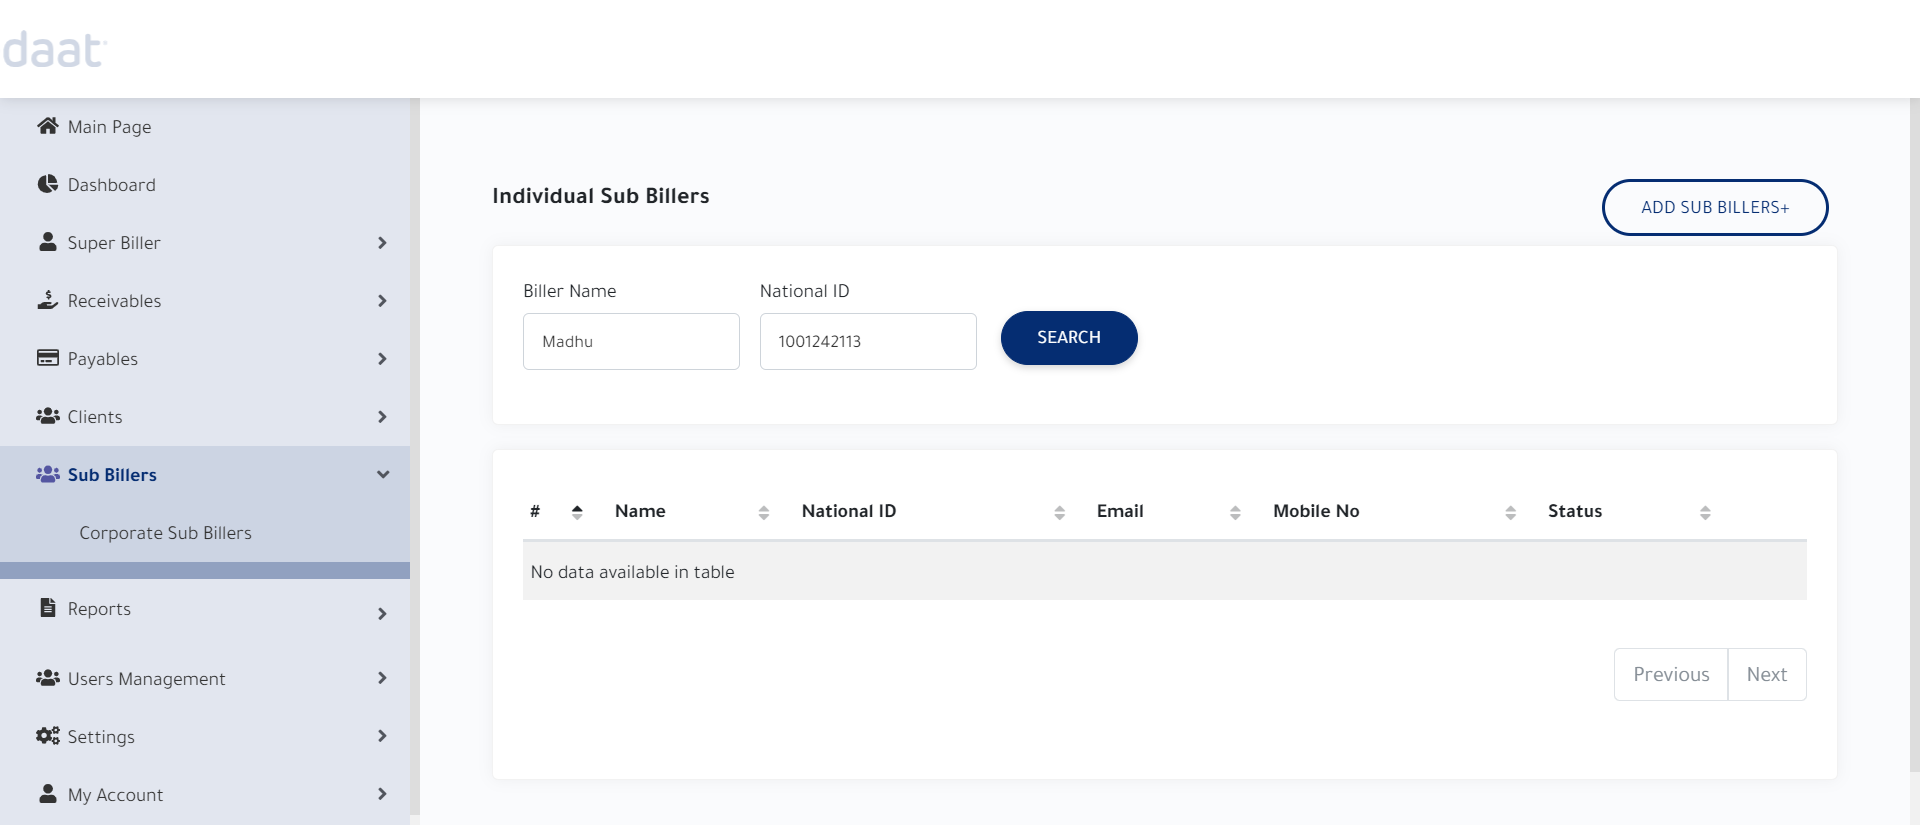 daat
Main Page
Dashboard
Super Biller
Receivables
Payables
Clients
Sub Billers
Corporate Sub Billers
Reports
Users Management
Settings
My Account
Individual Sub Billers
ADD SUB BILLERS+
Biller Name National ID
Madhu 1001242113 SEARCH
# Name National ID Email Mobile No Status
No data available in table
Previous Next